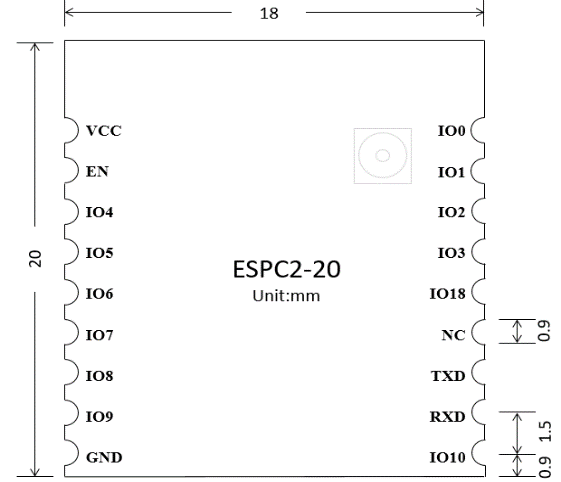 18
VCC IO0
EN IO1
IO4 IO2
IO5 IO3
20
ESPC2-20
Unit:mm
IO6 IO18
IO7 NC 0.9
IO8 TXD
IO9 RXD
1.5
GND IO10
0.9